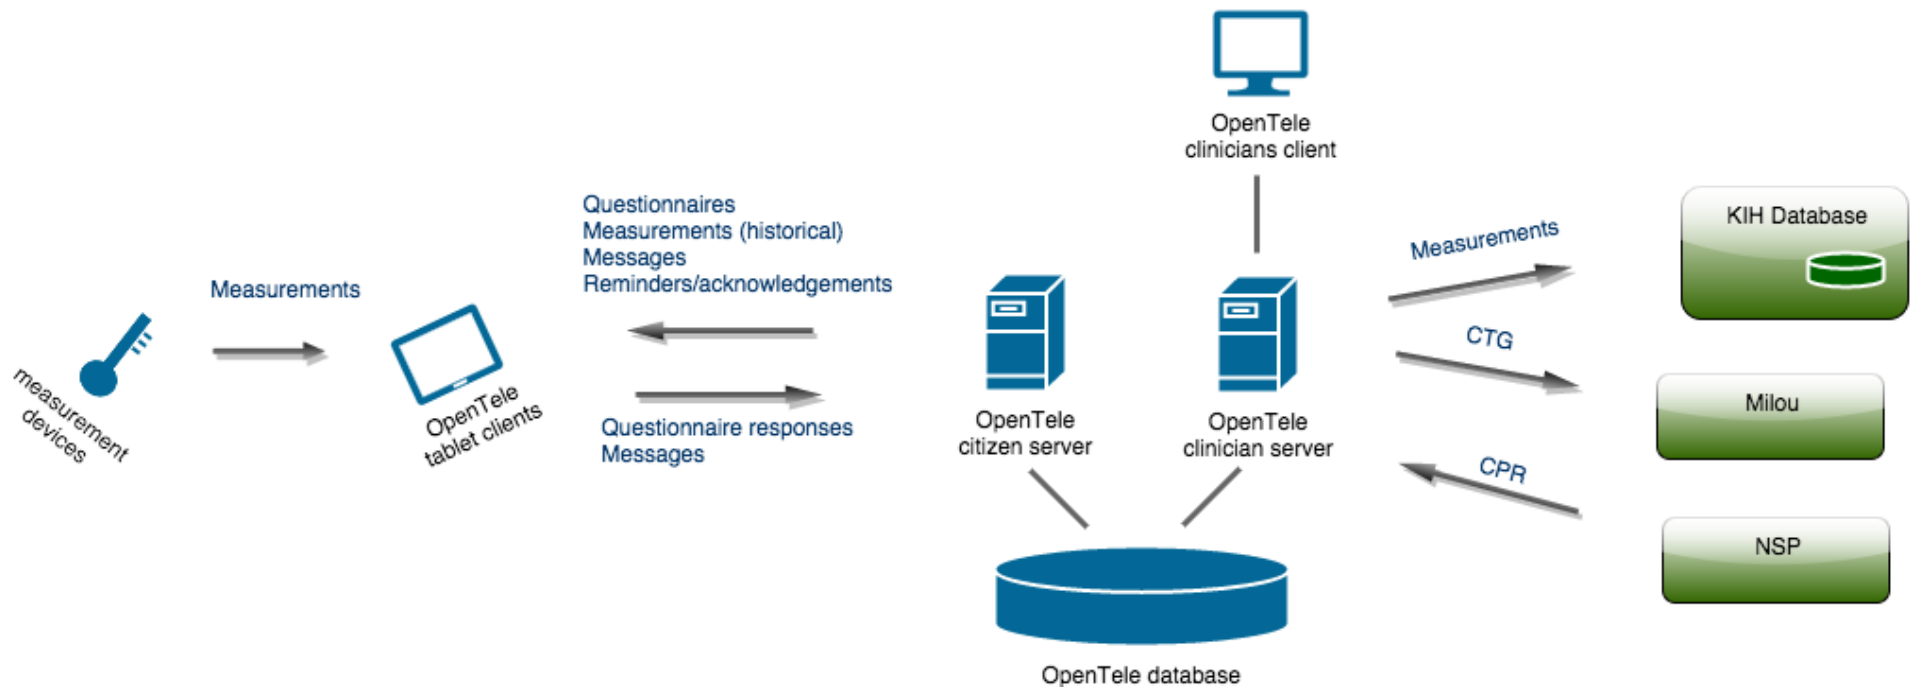 OpenTele
clinicians client
Questionnaires
Measurements (historical)
Messages
Reminders/acknowledgements
Measurements
measurement
devices
OpenTele
tablet clients
Questionnaire responses
Messages
OpenTele
citizen server
OpenTele
clinician server
OpenTele database
Measurements
CTG
CPR
KIH Database
Milou
NSP